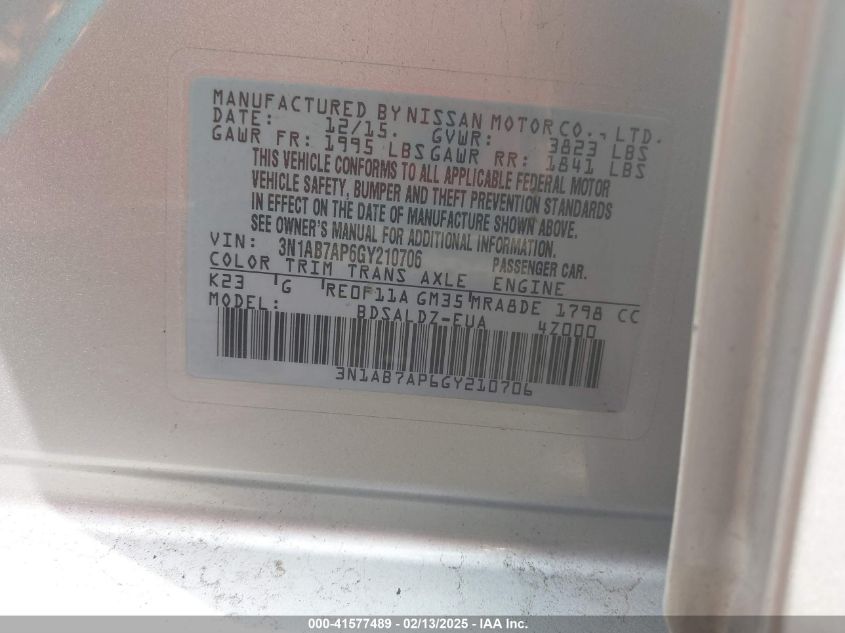 MANUFACTURED BY NISSAN MOTOR CO., LTD.
DATE: 12/15. GVWR: 3823 LBS
GAWR FR: 1995 LBS GAWR RR: 1841 LBS
THIS VEHICLE CONFORMS TO ALL APPLICABLE FEDERAL MOTOR
VEHICLE SAFETY, BUMPER AND THEFT PREVENTION STANDARDS
IN EFFECT ON THE DATE OF MANUFACTURE SHOWN ABOVE.
SEE OWNER'S MANUAL FOR ADDITIONAL INFORMATION.
VIN: 3N1AB7AP6GY210706 PASSENGER CAR.
COLOR TRIM TRANS AXLE ENGINE
K23 G RE0F11A GM35 MRA8DE 1798 CC
MODEL: BDSALDZ-EUA 4Z000
3N1AB7AP6GY210706
000-41577489 - 02/13/2025 - IAA Inc.